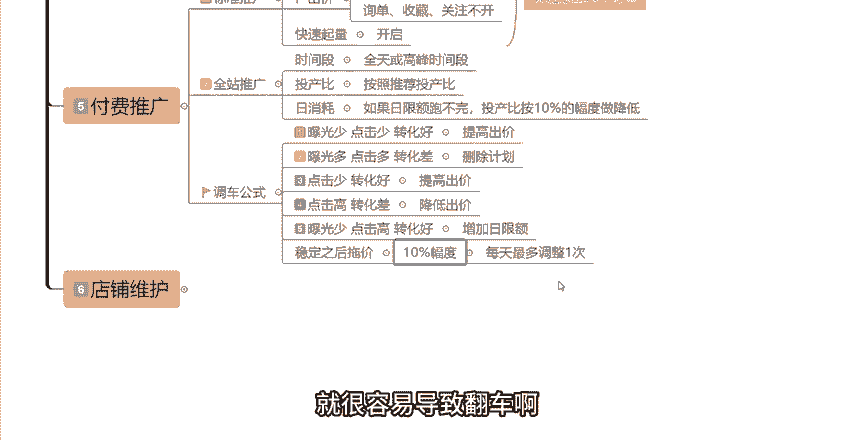 询单、收藏、关注不开
快速起量 开启
时间段 全天或高峰时间段
全站推广 投产比 按照推荐投产比
5 付费推广
日消耗 如果日限额跑不完，投产比按10%的幅度做降低
曝光少 点击少 转化好 提高出价
曝光多 点击多 转化差 删除计划
3 点击少 转化好 提高出价
调车公式
4 点击高 转化差 降低出价
曝光少 点击高 转化好 增加日限额
稳定之后拖价 10%幅度 每天最多调整1次
6 店铺维护
就很容易导致翻车啊